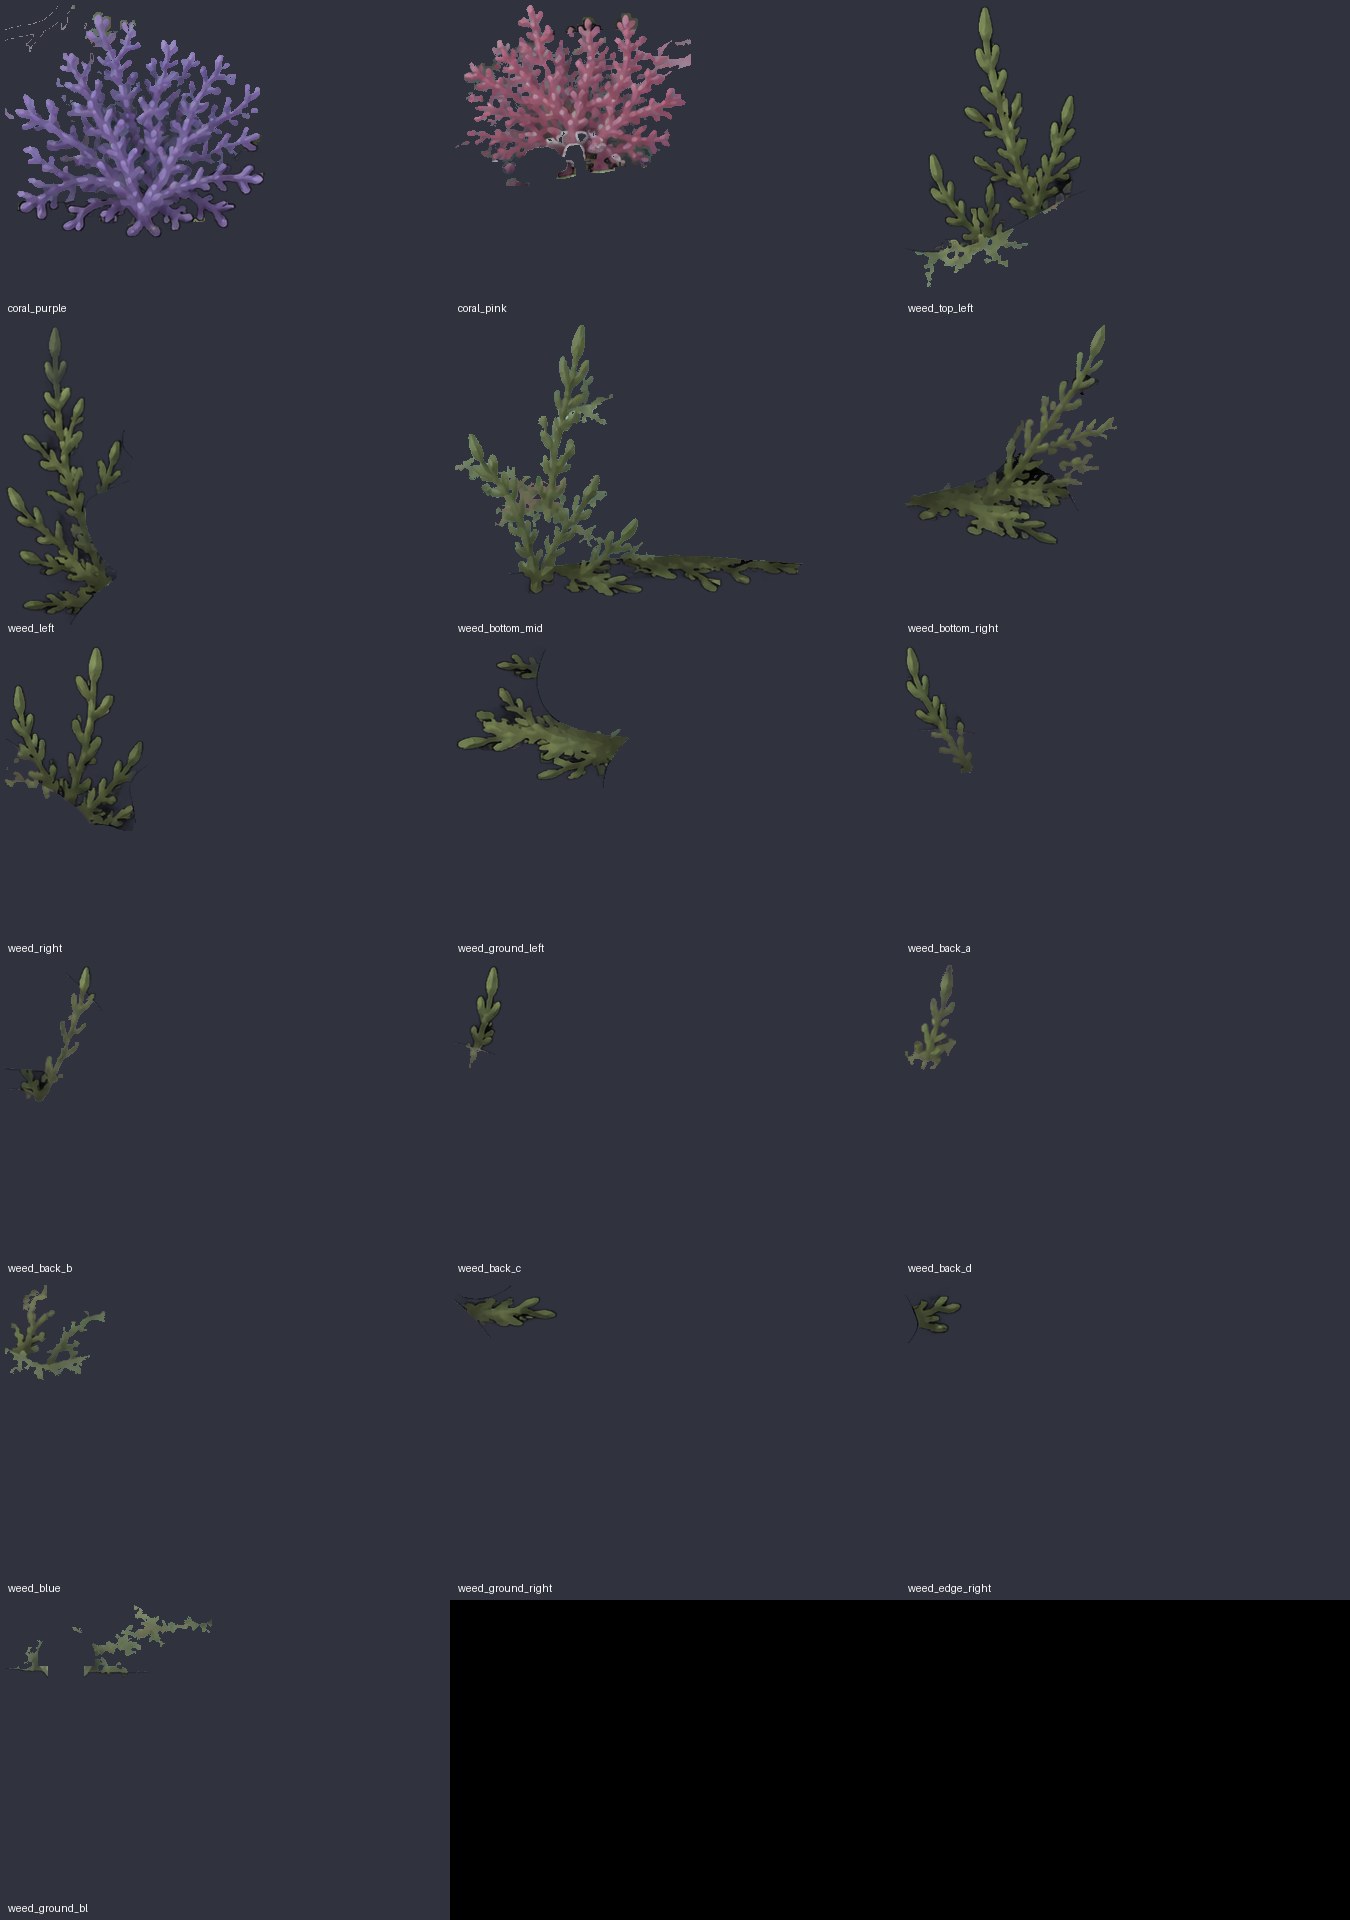 coral_purple
coral_pink
weed_top_left
weed_left
weed_bottom_mid
weed_bottom_right
weed_right
weed_ground_left
weed_back_a
weed_back_b
weed_back_c
weed_back_d
weed_blue
weed_ground_right
weed_edge_right
weed_ground_bl